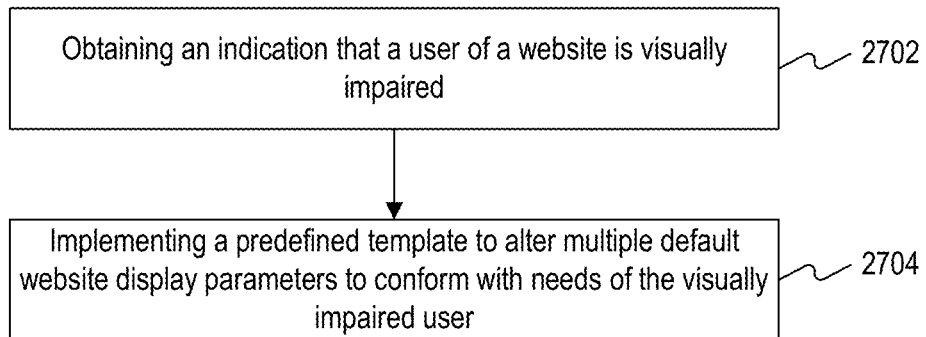 Obtaining an indication that a user of a website is visually
impaired
2702
Implementing a predefined template to alter multiple default
website display parameters to conform with needs of the visually
impaired user
2704